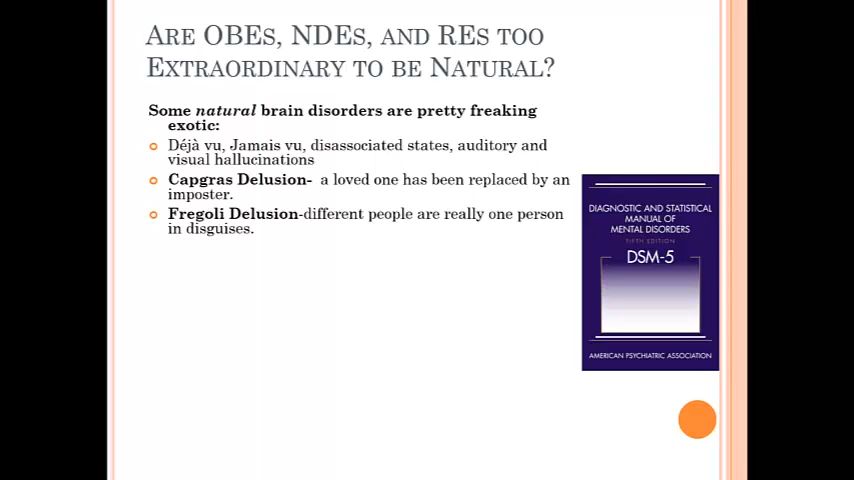 ARE OBES, NDES, AND RES TOO
EXTRAORDINARY TO BE NATURAL?
Some natural brain disorders are pretty freaking
exotic:
Déjà vu, Jamais vu, disassociated states, auditory and
visual hallucinations
Capgras Delusion- a loved one has been replaced by an
imposter.
Fregoli Delusion-different people are really one person
in disguises.
DIAGNOSTIC AND STATISTICAL
MANUAL OF
MENTAL DISORDERS
FIFTH EDITION
DSM-5
AMERICAN PSYCHIATRIC ASSOCIATION